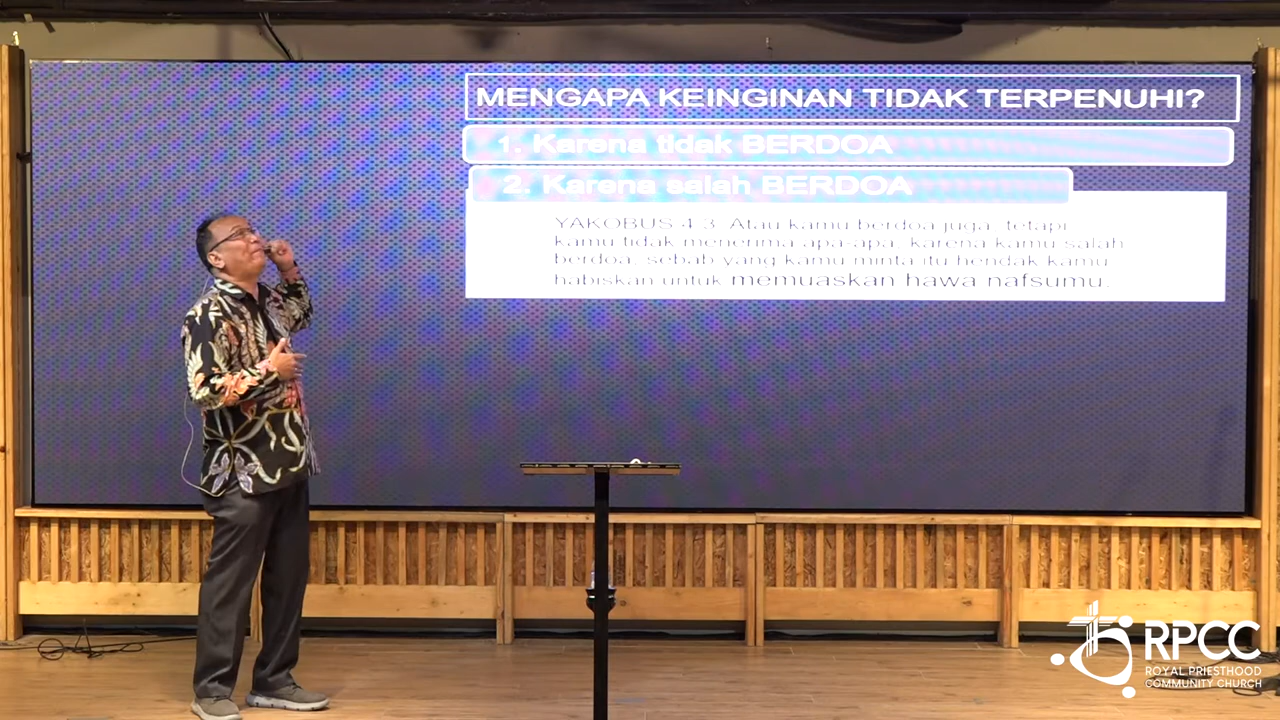 MENGAPA KEINGINAN TIDAK TERPENUHI?
1. Karena tidak BERDOA
2. Karena salah BERDOA
YAKOBUS 4:3 Atau kamu berdoa juga, tetapi
kamu tidak menerima apa-apa, karena kamu salah
berdoa, sebab yang kamu minta itu hendak kamu
habiskan untuk memuaskan hawa nafsumu.
RPCC
ROYAL PRIESTHOOD
COMMUNITY CHURCH